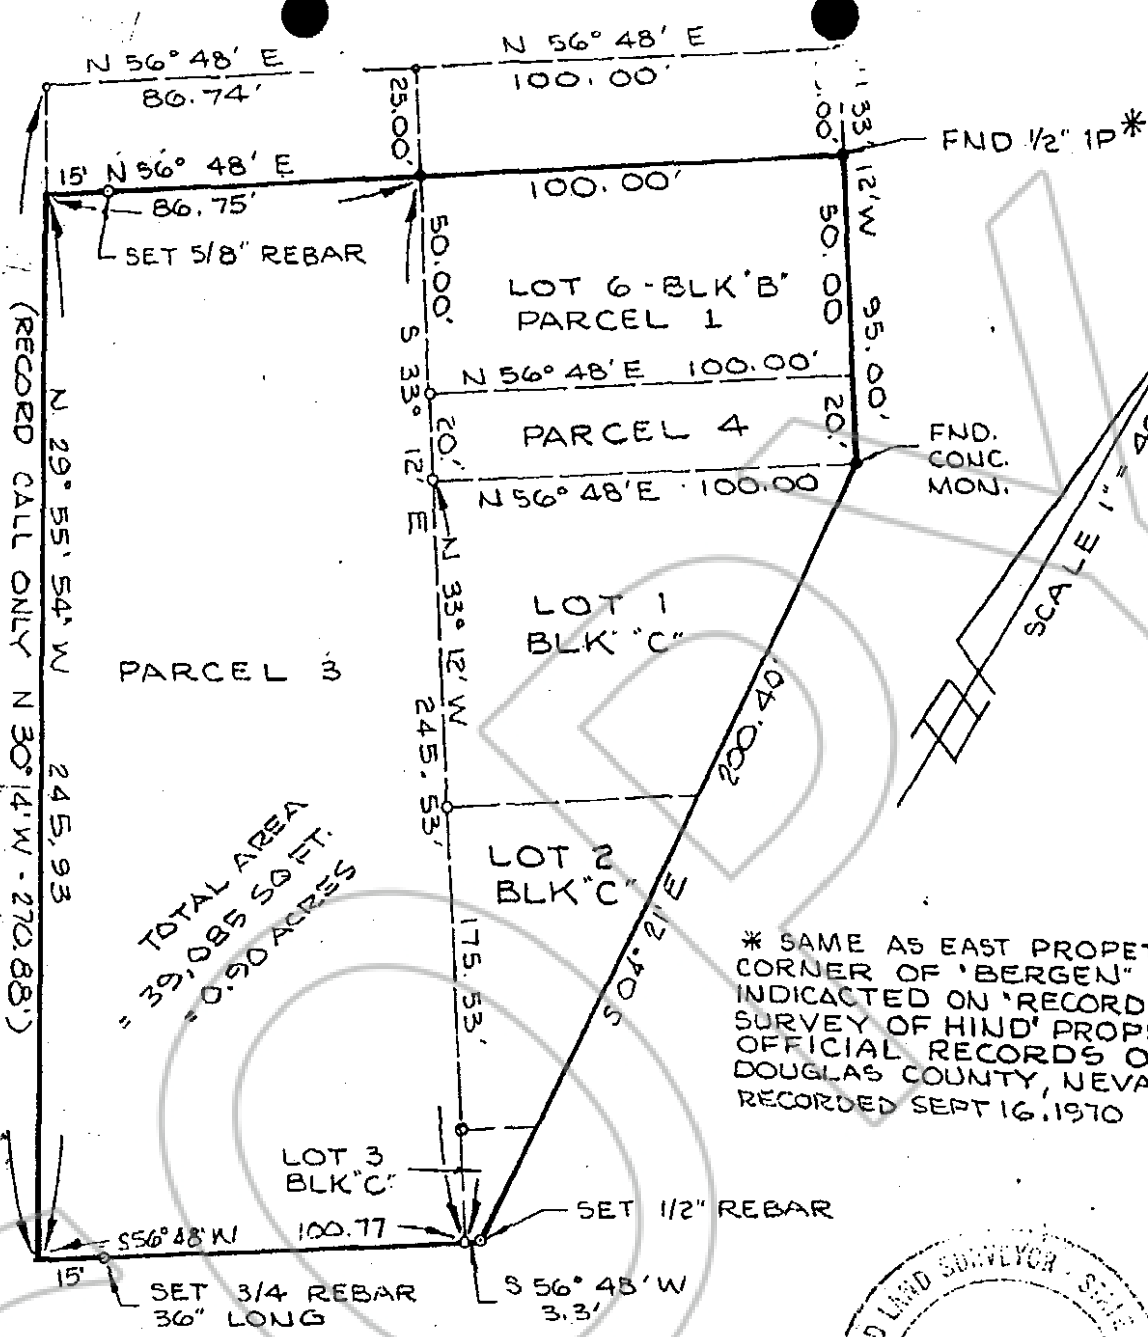 N 56° 48' E
86.74'
N 56° 48' E
100.00'
25.00'
.00'
33°12'W 95.00'
FND 1/2" IP *
15' N 56° 48' E
86.75'
100.00'
SET 5/8" REBAR
50.00'
50.00
LOT 6 - BLK "B"
PARCEL 1
S 33° 12' E
N 56° 48' E 100.00'
20.'
PARCEL 4
20.'
FND.
CONC.
MON.
N 56° 48' E 100.00
SCALE 1" =
(RECORD CALL ONLY N 30° 14' W - 270.88')
N 29° 55' 54" W 245.93
N 33° 12' W 245.53'
LOT 1
BLK "C"
PARCEL 3
200.40'
TOTAL AREA
= 39,085 SQ FT.
= 0.90 ACRES
LOT 2
BLK "C"
175.53'
S 04° 21' E
* SAME AS EAST PROPET
CORNER OF 'BERGEN"
INDICACTED ON 'RECORD
SURVEY OF HIND' PROP
OFFICIAL RECORDS O
DOUGLAS COUNTY, NEVA
RECORDED SEPT 16, 1970
LOT 3
BLK "C"
SET 1/2" REBAR
S56°48'W 100.77
15'
SET 3/4 REBAR
36" LONG
S 56° 48' W
3.3'
LAND SURVEYOR - STATE
COPY